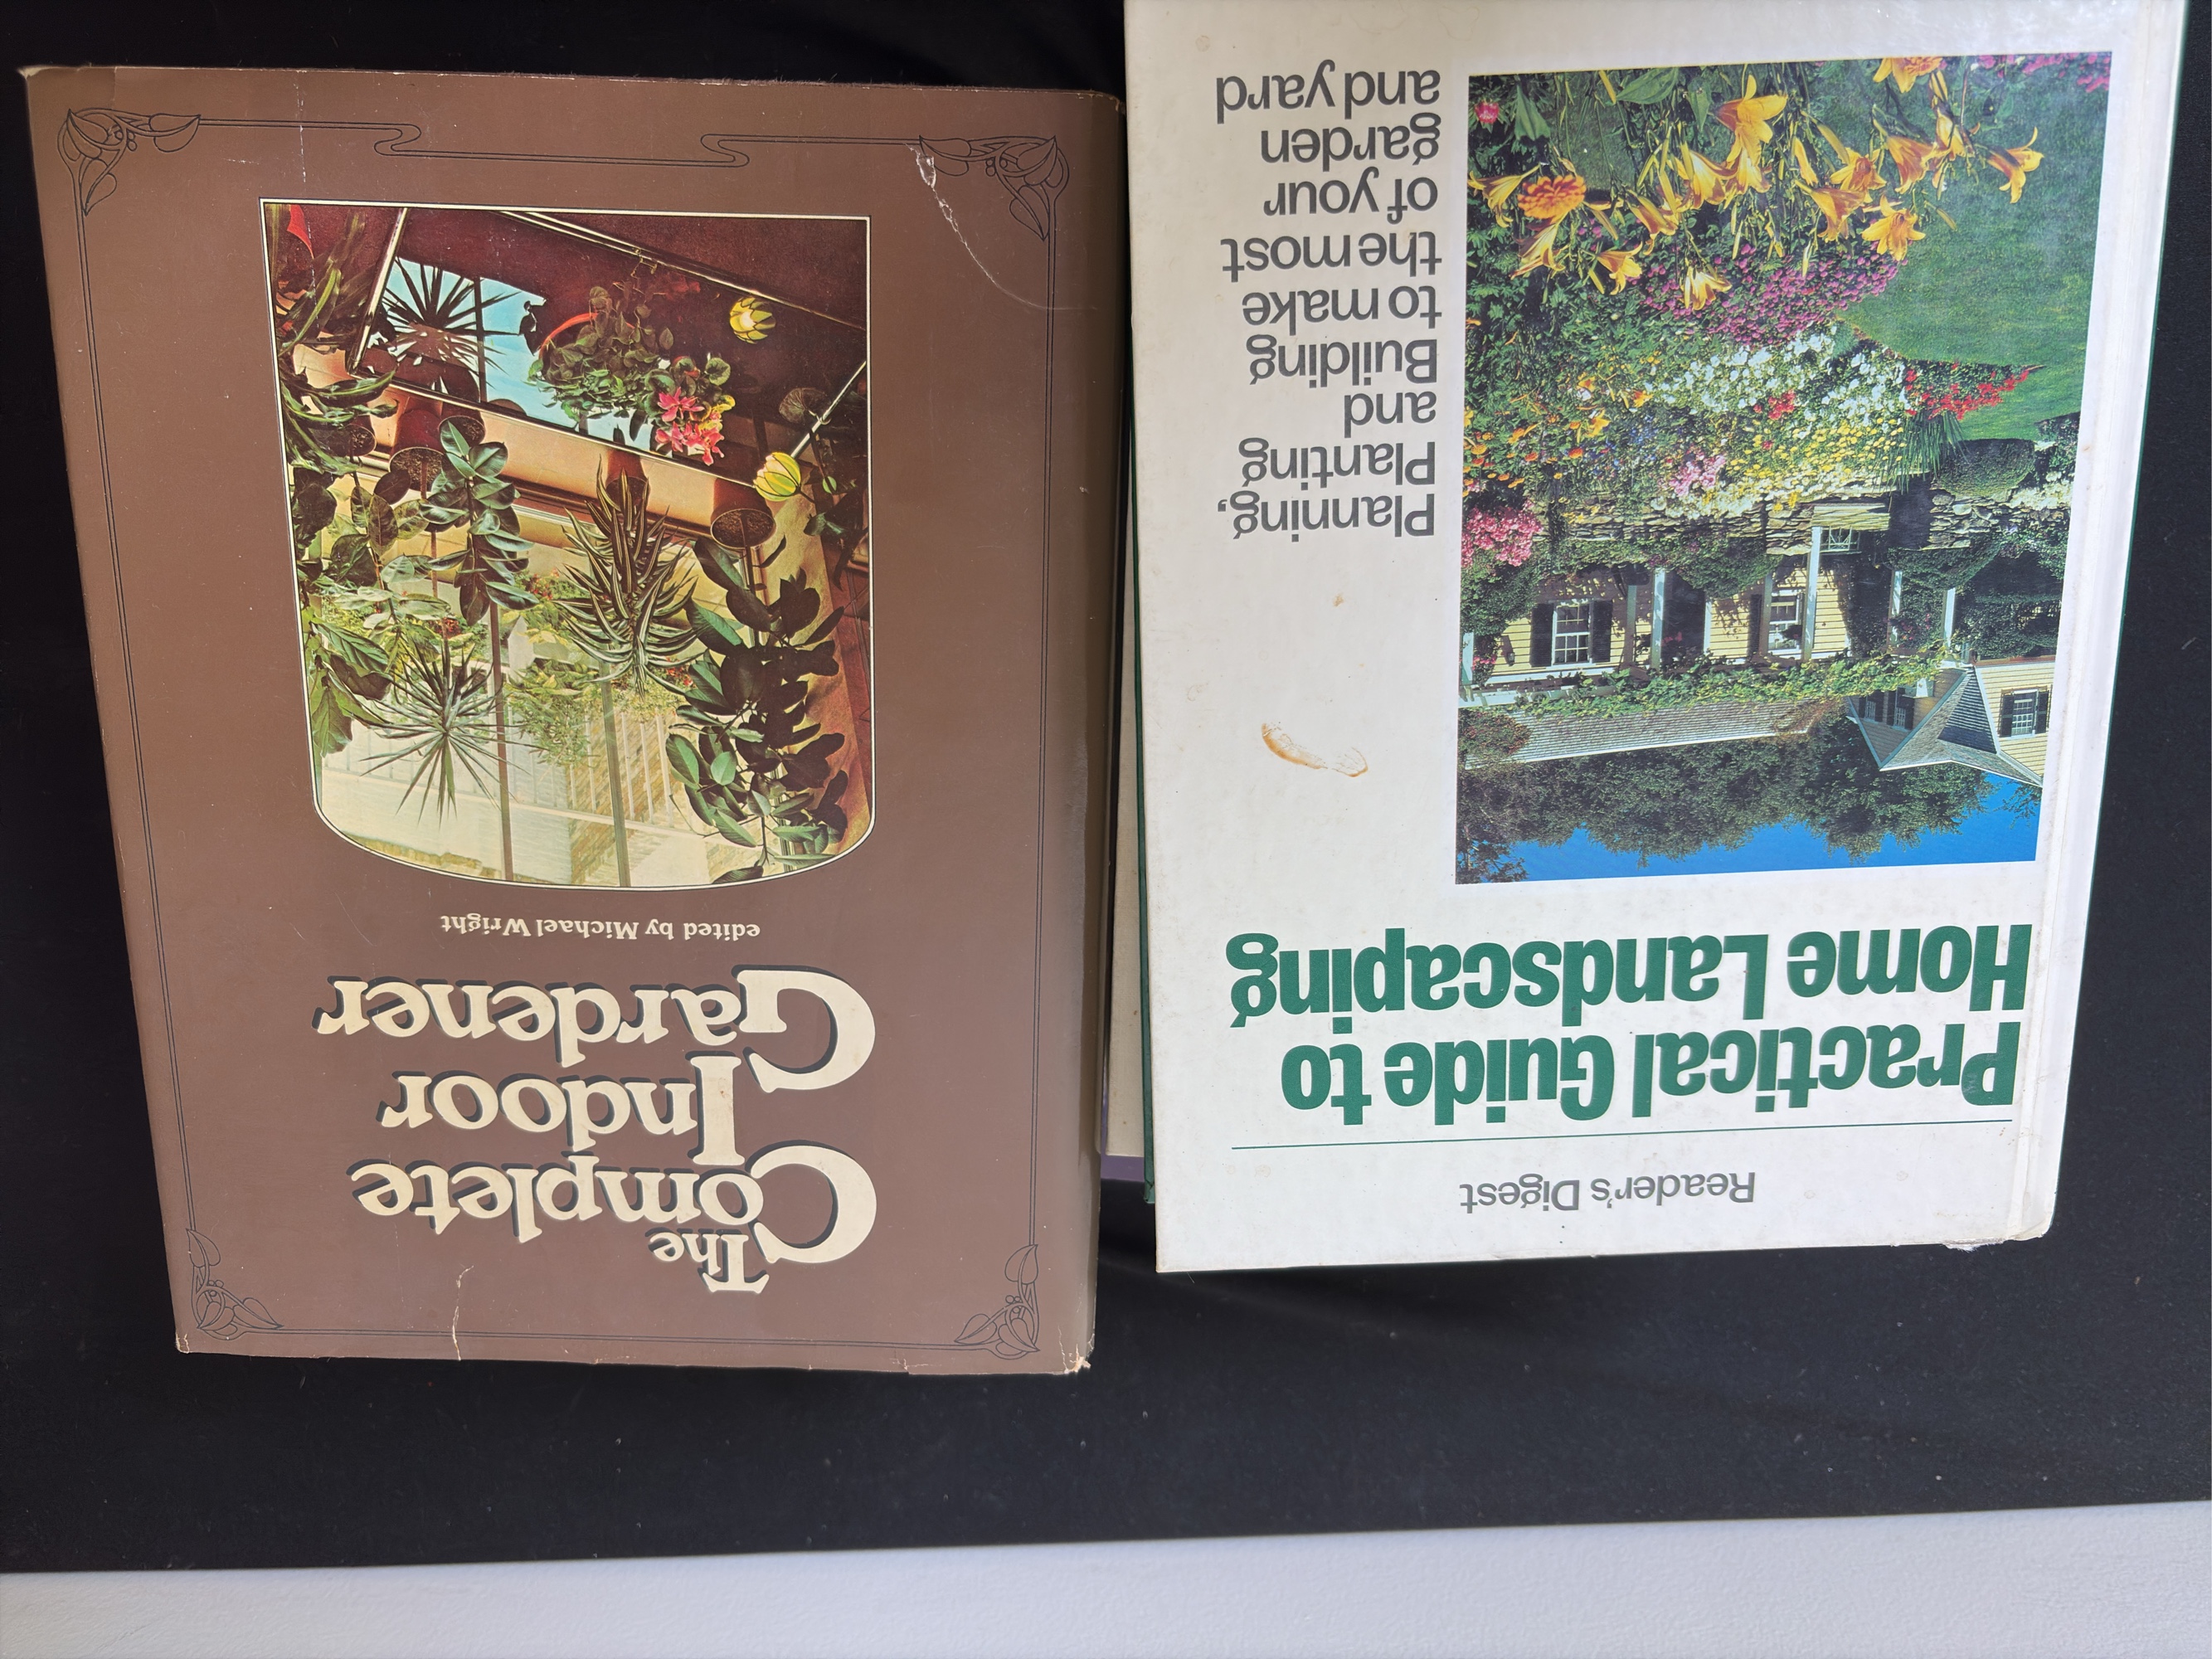 The
Complete
Indoor
Gardener
edited by Michael Wright
Reader's Digest
Practical Guide to
Home Landscaping
Planning,
Planting
and
Building
to make
the most
of your
garden
and yard